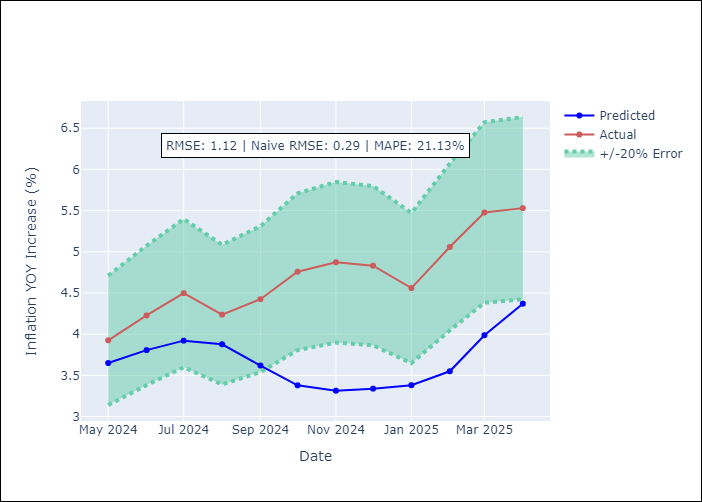 Predicted
Actual
+/-20% Error
RMSE: 1.12 | Naive RMSE: 0.29 | MAPE: 21.13%
Inflation YOY Increase (%)
6.5
6
5.5
5
4.5
4
3.5
3
May 2024 Jul 2024 Sep 2024 Nov 2024 Jan 2025 Mar 2025
Date